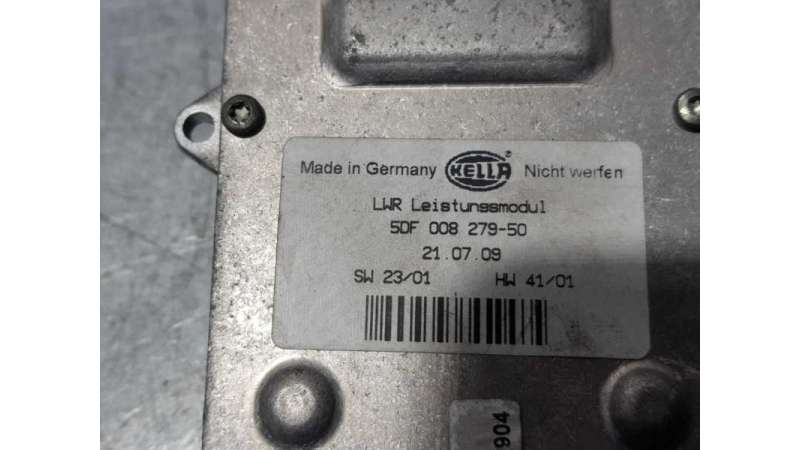 Made in Germany HELLA ® Nicht werfen
LWR Leistungsmodul
5DF 008 279-50
21.07.09
SW 23/01 HW 41/01
904